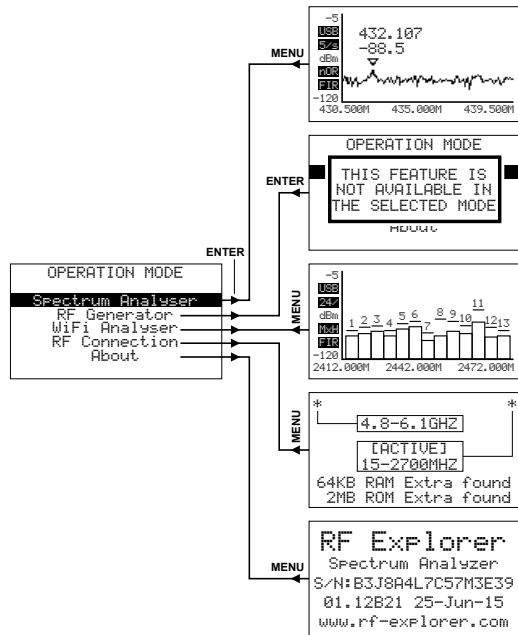 -5
USB
5/s
dBm
nOR
FIR
-120
432.107
-88.5
430.500M 435.000M 439.500M
MENU
OPERATION MODE
THIS FEATURE IS
NOT AVAILABLE IN
THE SELECTED MODE
About
ENTER
ENTER
OPERATION MODE
Spectrum Analyser
RF Generator
WiFi Analyser
RF Connection
About
MENU
-5
USB
24/
dBm
MxH
FIR
-120
1 2 3 4 5 6 7 8 9 10 11 12 13
2412.000M 2442.000M 2472.000M
MENU
* *
4.8-6.1GHZ
[ACTIVE]
15-2700MHZ
64KB RAM Extra found
2MB ROM Extra found
MENU
RF Explorer
Spectrum Analyzer
S/N:B3J8A4L7C57M3E39
01.12B21 25-Jun-15
www.rf-explorer.com